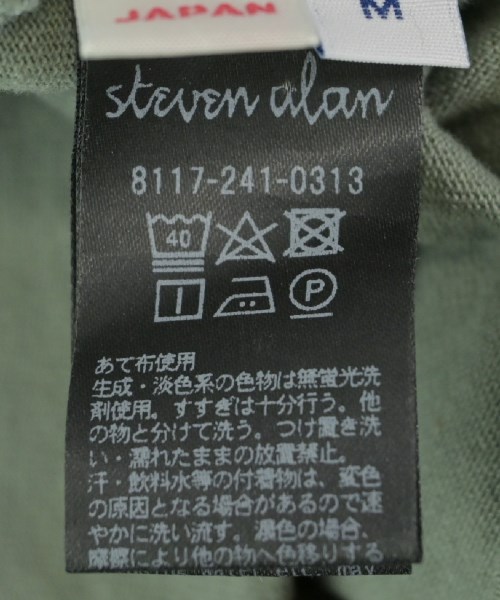 JAPAN
M
steven alan
8117-241-0313
40
P
あて布使用
生成・淡色系の色物は無蛍光洗
剤使用。すすぎは十分行う。他
の物と分けて洗う。つけ置き洗
い・濡れたままの放置禁止。
汗・飲料水等の付着物は、変色
の原因となる場合があるので速
やかに洗い流す。濃色の場合、
摩擦により他の物へ色移りする